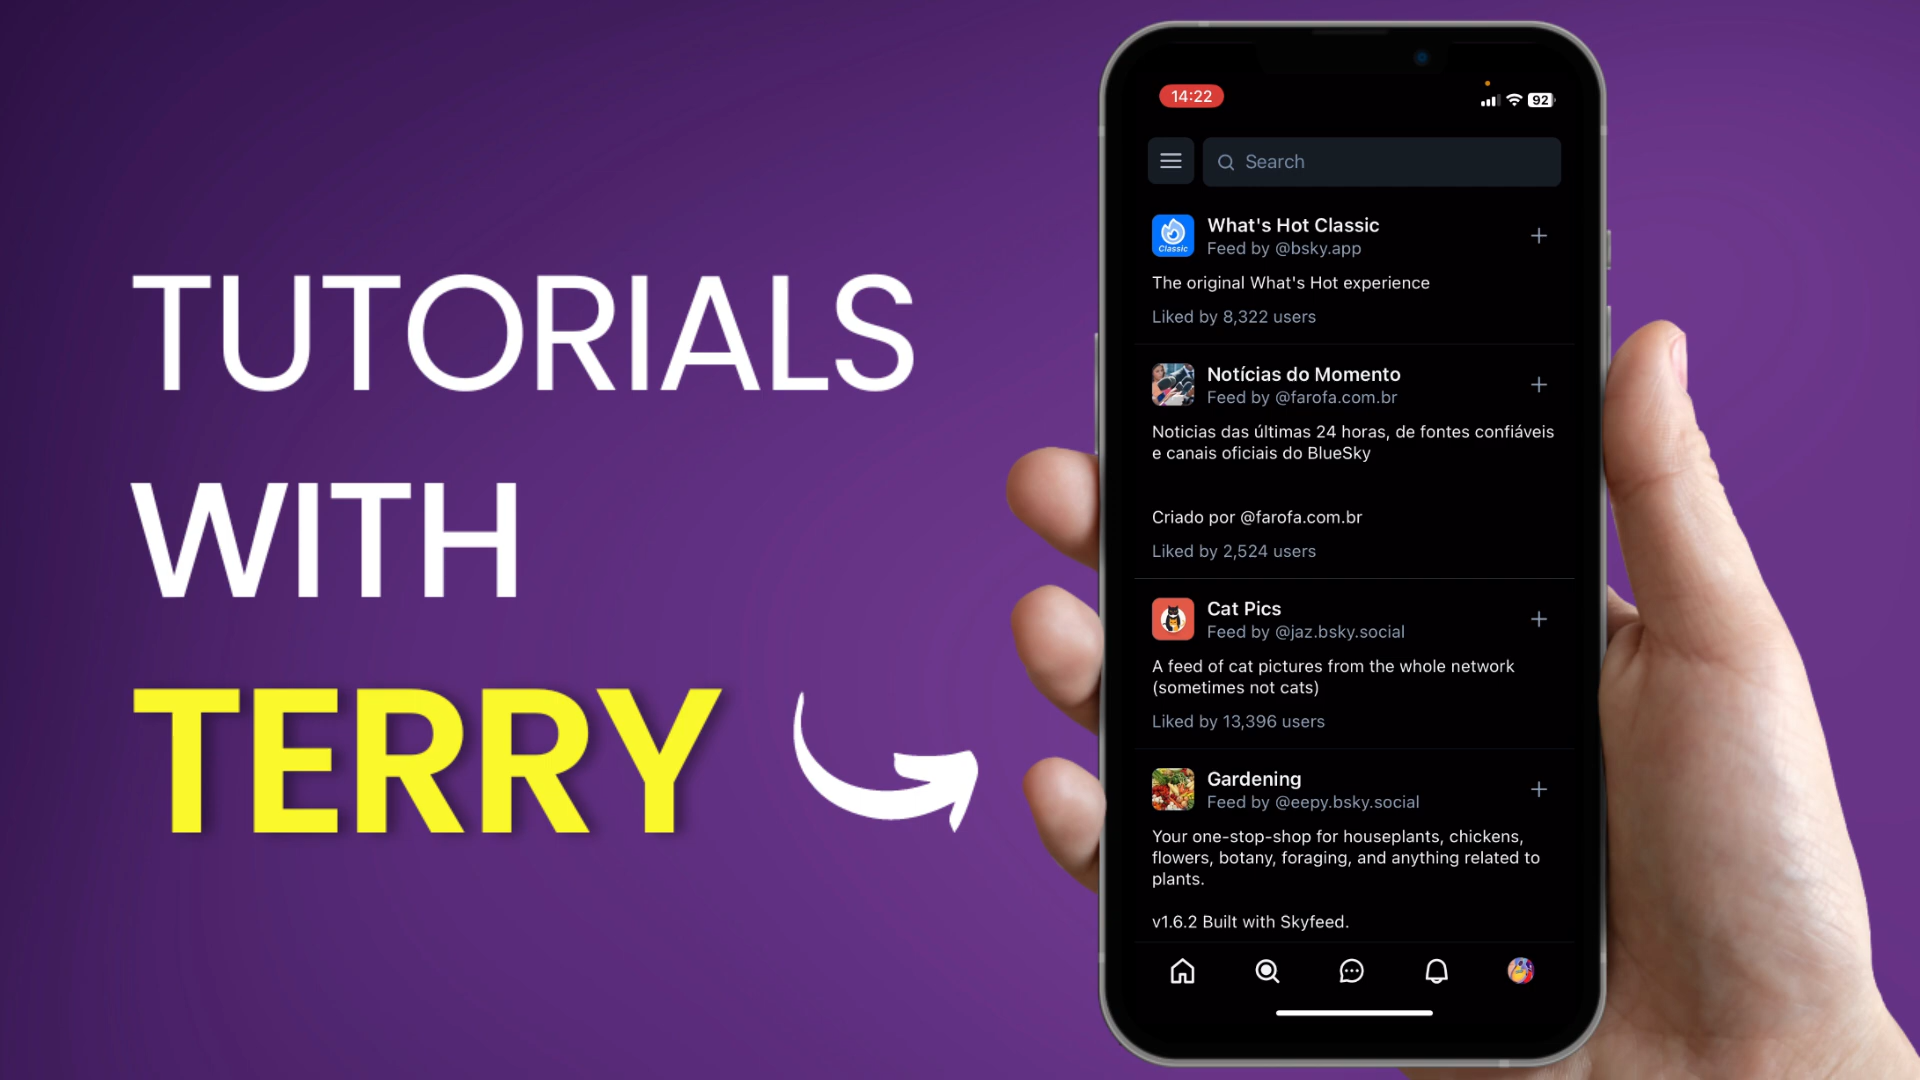 TUTORIALS
WITH
TERRY
14:22
92
Search
Classic
What's Hot Classic
Feed by @bsky.app
The original What's Hot experience
Liked by 8,322 users
Notícias do Momento
Feed by @farofa.com.br
Noticias das últimas 24 horas, de fontes confiáveis
e canais oficiais do BlueSky
Criado por @farofa.com.br
Liked by 2,524 users
Cat Pics
Feed by @jaz.bsky.social
A feed of cat pictures from the whole network
(sometimes not cats)
Liked by 13,396 users
Gardening
Feed by @eepy.bsky.social
Your one-stop-shop for houseplants, chickens,
flowers, botany, foraging, and anything related to
plants.
v1.6.2 Built with Skyfeed.